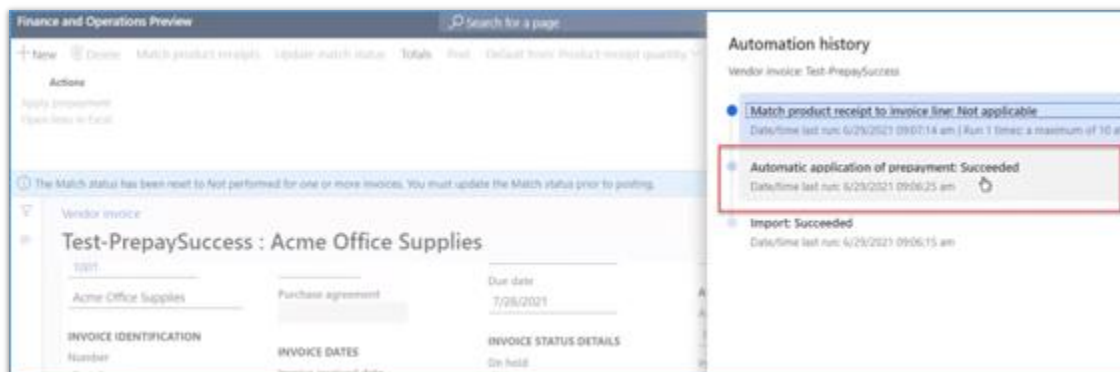 Finance and Operations Preview
Search for a page
New Delete Match product receipts Update match status Totals Post Default from: Product receipt quantity
Actions
Apply prepayment
Open lines in Excel
The Match status has been reset to Not performed for one or more invoices. You must update the Match status prior to posting.
Vendor invoice
Test-PrepaySuccess : Acme Office Supplies
1001
Acme Office Supplies
Purchase agreement
Due date
7/28/2021
INVOICE IDENTIFICATION
Number
INVOICE DATES
INVOICE STATUS DETAILS
On hold
Automation history
Vendor invoice: Test-PrepaySuccess
Match product receipt to invoice line: Not applicable
Date/time last run: 6/29/2021 09:07:14 am | Run 1 times: a maximum of 10
Automatic application of prepayment: Succeeded
Date/time last run: 6/29/2021 09:06:25 am
Import: Succeeded
Date/time last run: 6/29/2021 09:06:15 am